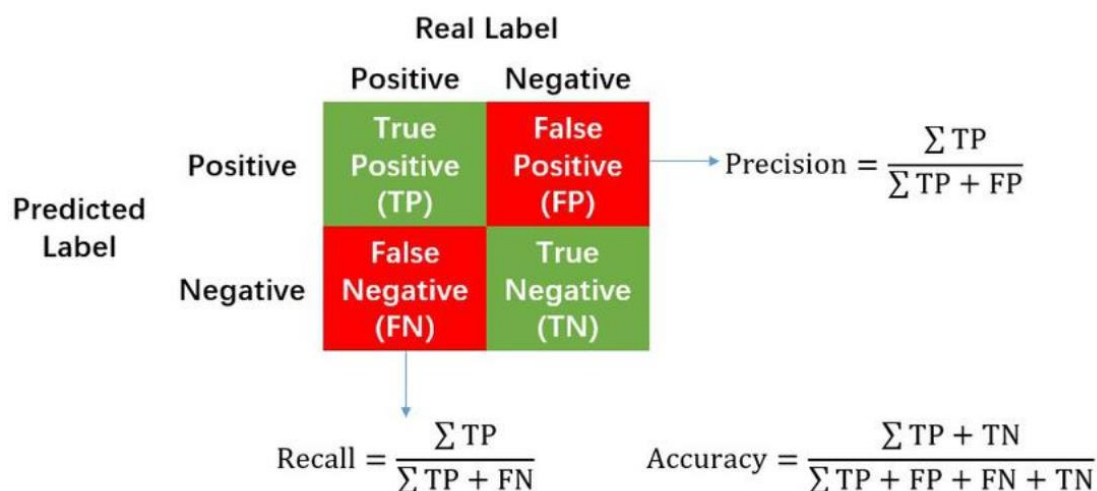 Real Label
Positive Negative
True Positive (TP)
False Positive (FP)
Positive
Precision = ∑ TP / ∑ TP + FP
Predicted Label
False Negative (FN)
True Negative (TN)
Negative
Recall = ∑ TP / ∑ TP + FN
Accuracy = ∑ TP + TN / ∑ TP + FP + FN + TN